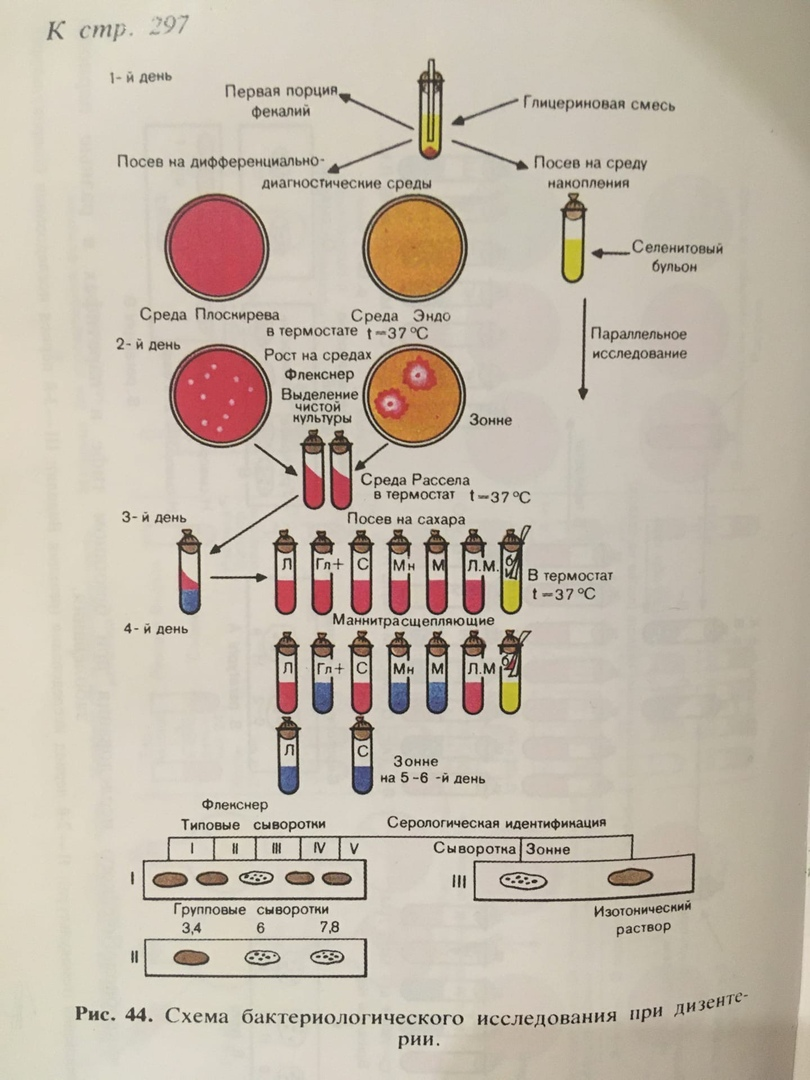 К стр. 297
1- й день
Первая порция
фекалий
Глицериновая смесь
Посев на дифференциально-
диагностические среды
Посев на среду
накопления
Селенитовый
бульон
Среда Плоскирева
Среда Эндо
в термостате t=37 °С
Параллельное
исследование
2- й день
Рост на средах
Флекснер
Выделение
чистой
культуры
Зонне
Среда Рассела
в термостат t=37 °С
3- й день
Посев на сахара
Л Гл+ С Мн М Л.М.
В термостат
t=37 °С
Маннитрасщепляющие
4- й день
Л Гл+ С Мн М Л.М
Л С
Зонне
на 5-6 -й день
Флекснер
Типовые сыворотки
Серологическая идентификация
I II III IV V
Сыворотка Зонне
I
III
Групповые сыворотки
3,4 6 7,8
Изотонический
раствор
II
Рис. 44. Схема бактериологического исследования при дизенте-
рии.